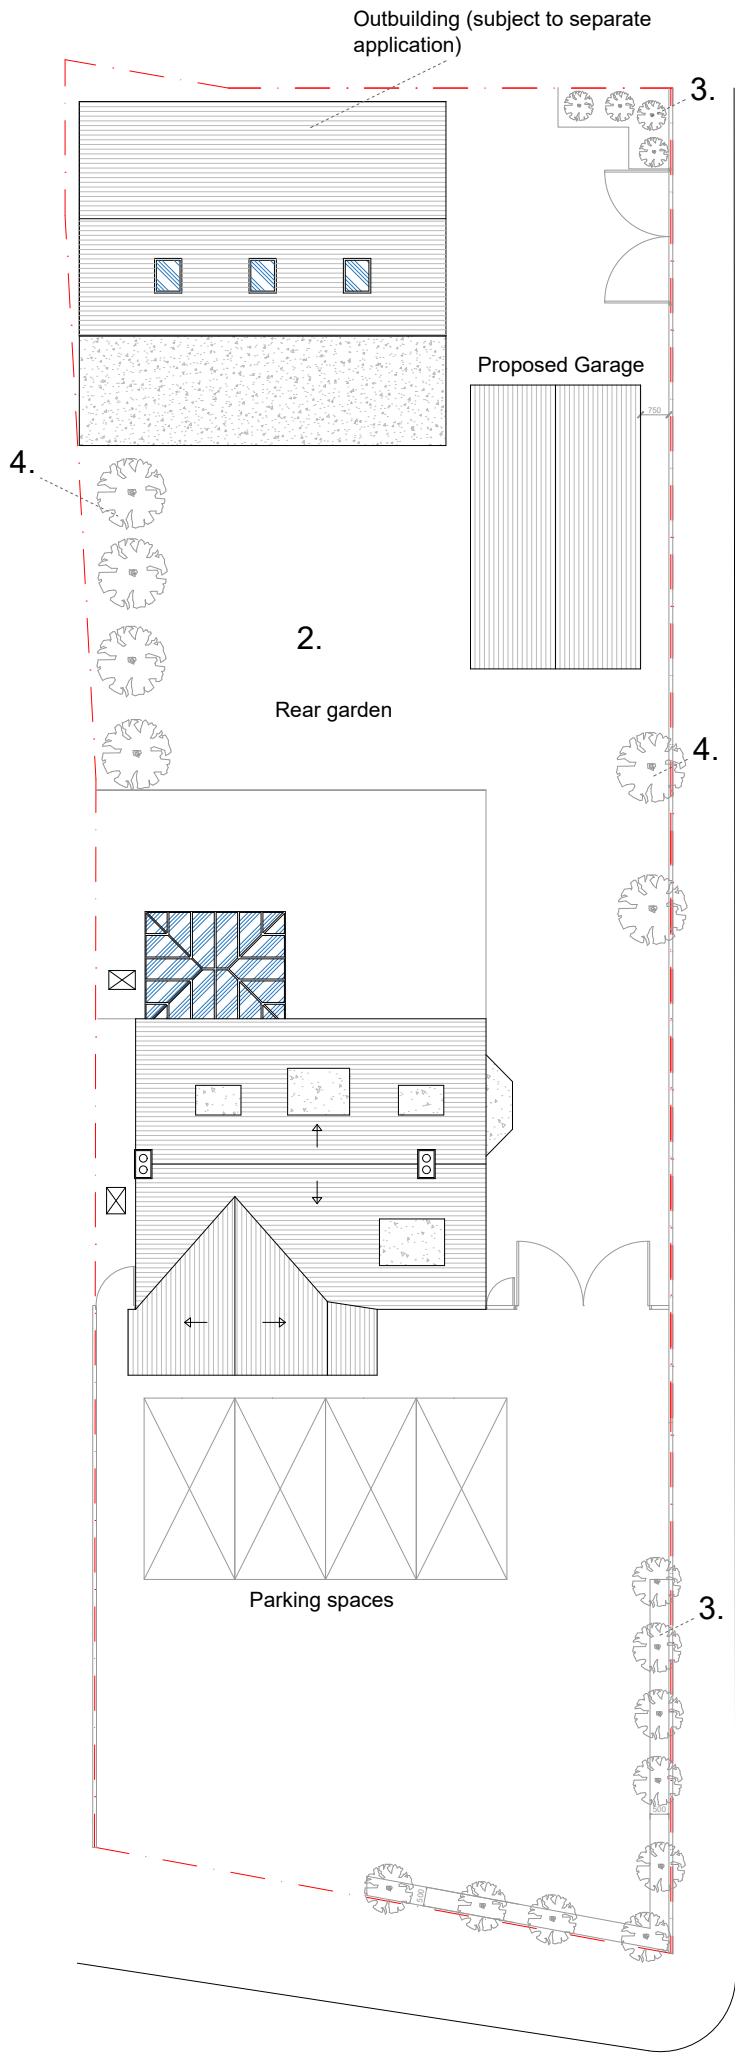 Outbuilding (subject to separate
application)
3.
Proposed Garage
750
4.
2.
Rear garden
4.
Parking spaces
3.
500
500